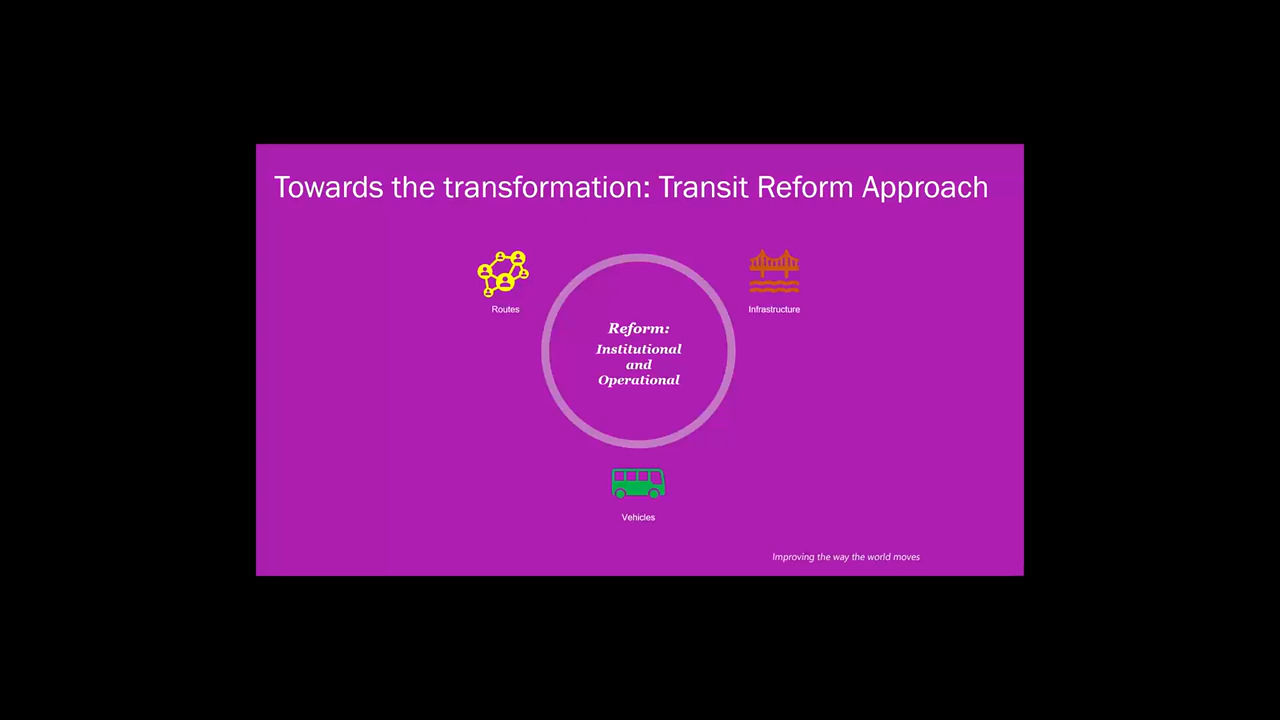 Towards the transformation: Transit Reform Approach
Routes
Infrastructure
Reform:
Institutional
and
Operational
Vehicles
Improving the way the world moves